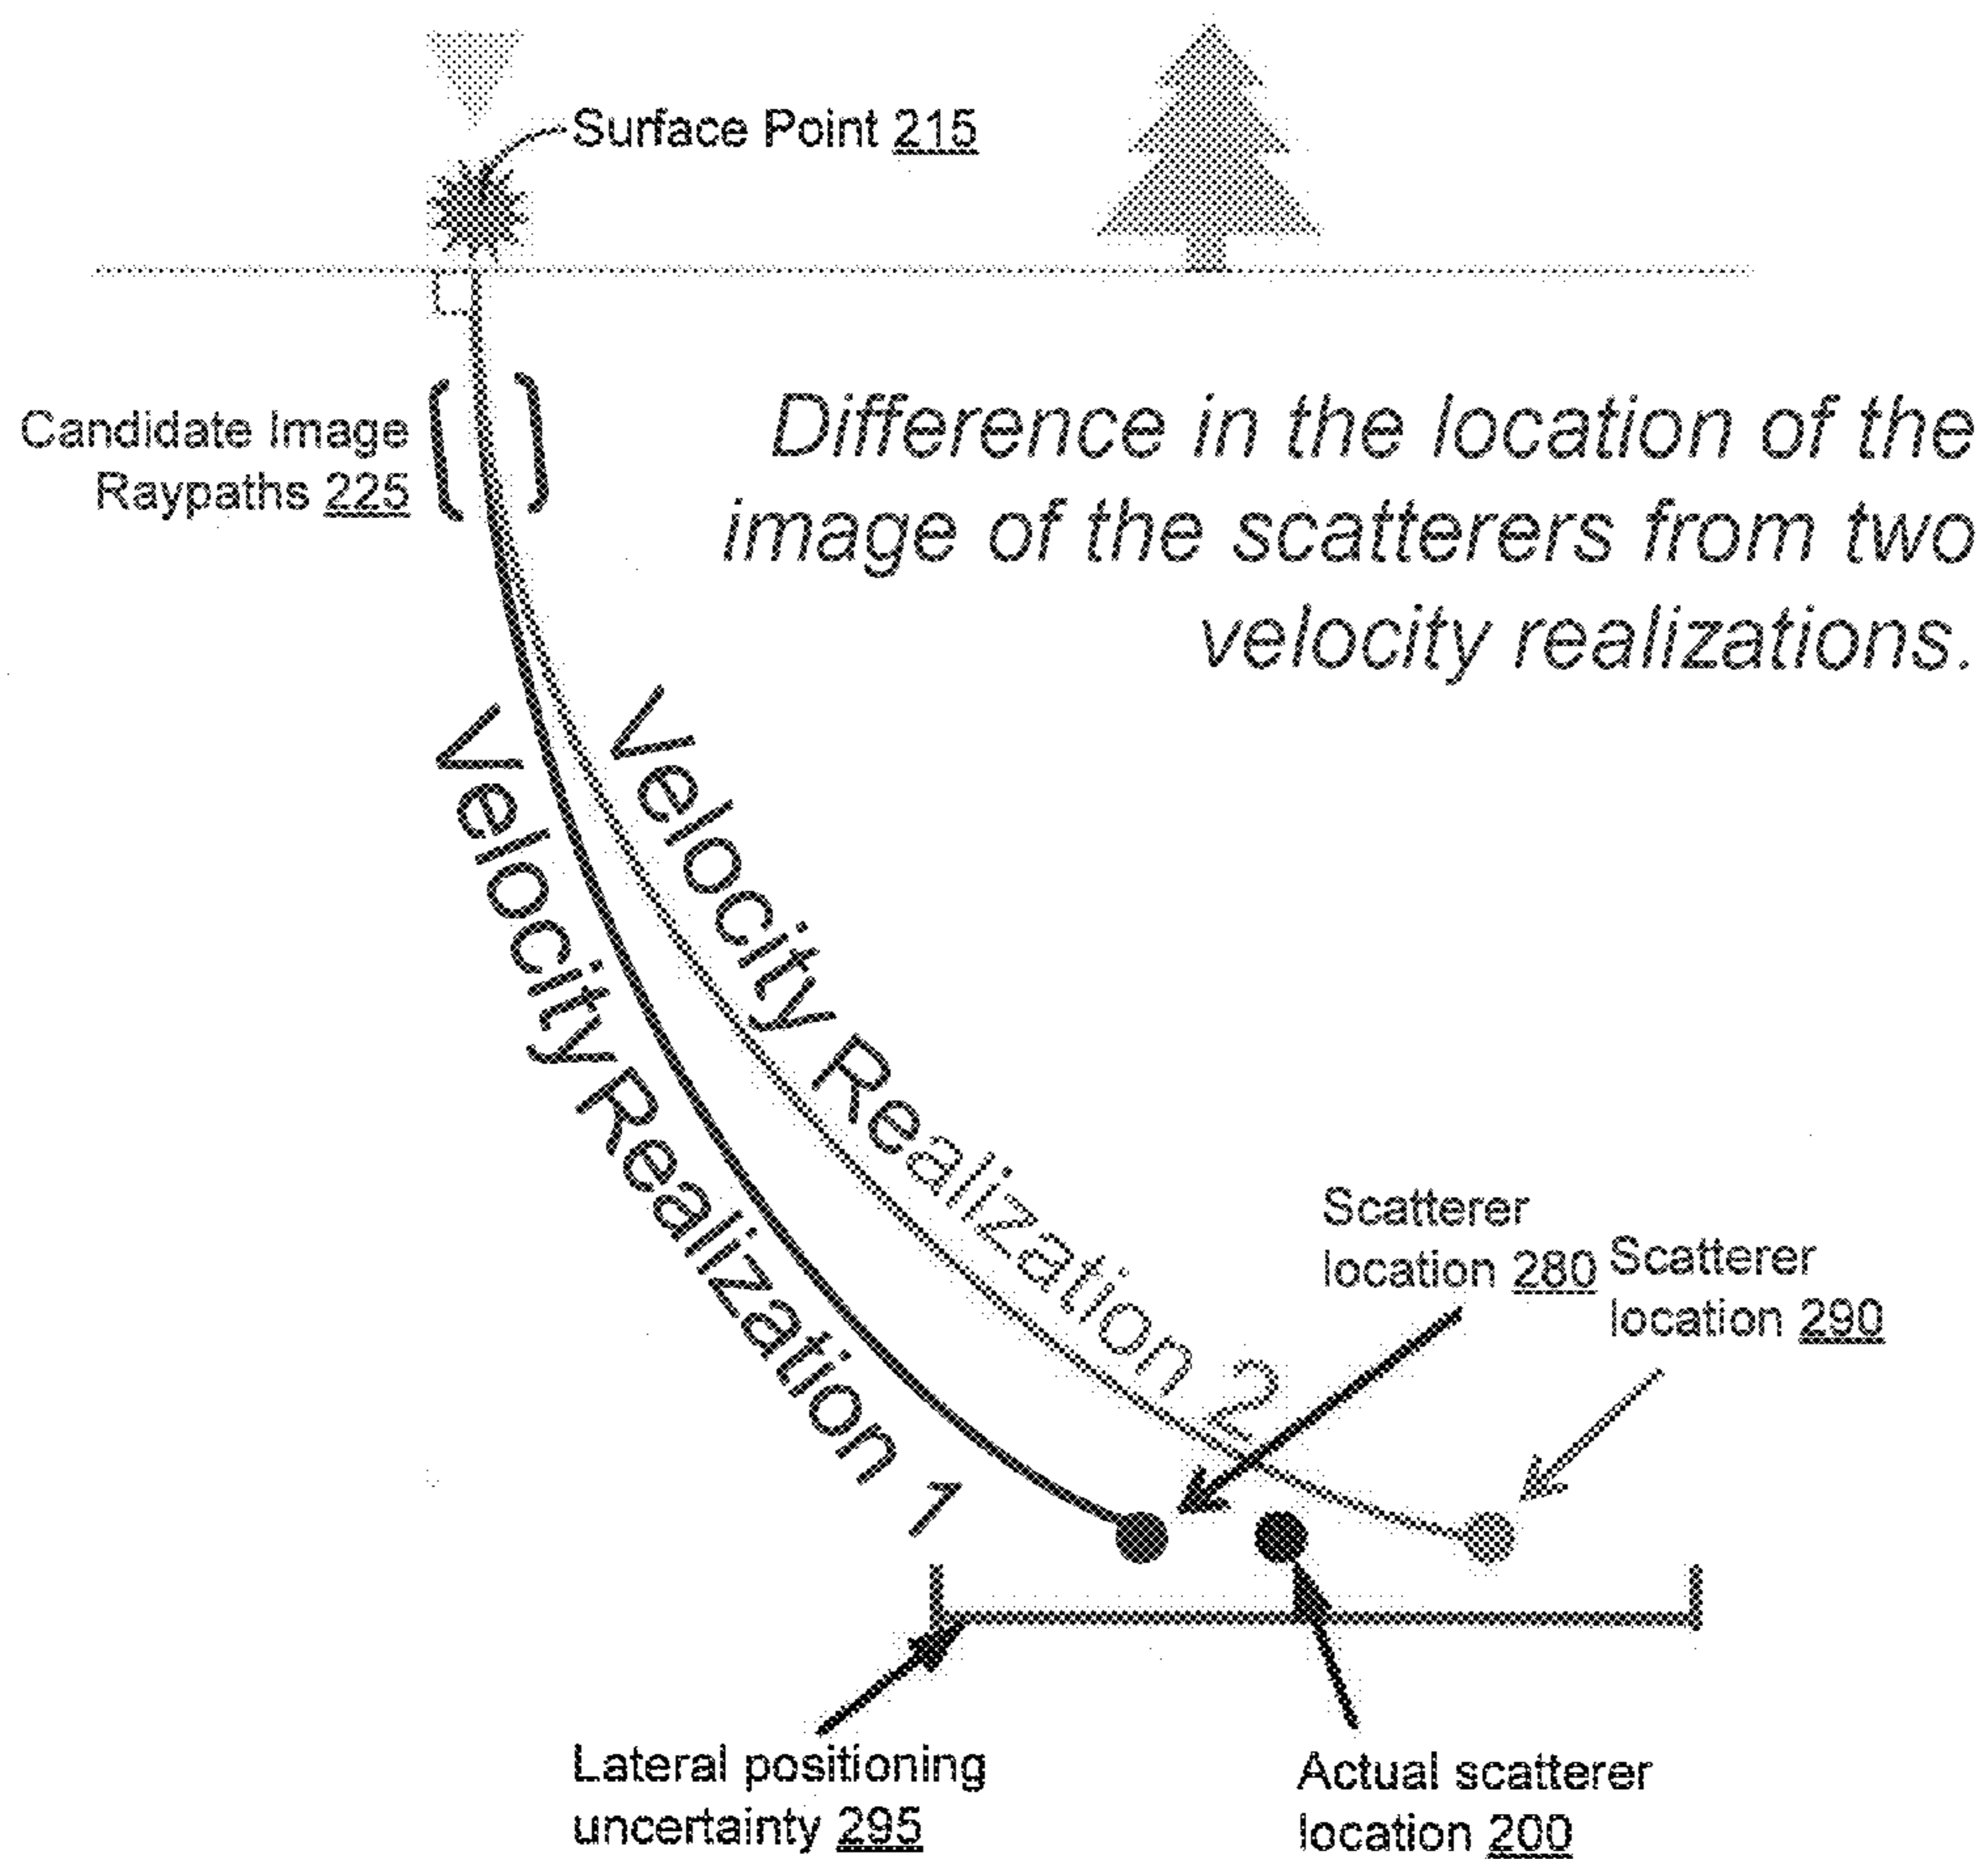 Surface Point 215
Candidate Image
Raypaths 225
Difference in the location of the
image of the scatterers from two
velocity realizations.
Velocity Realization 1
Velocity Realization 2
Scatterer
location 280
Scatterer
location 290
Lateral positioning
uncertainty 295
Actual scatterer
location 200